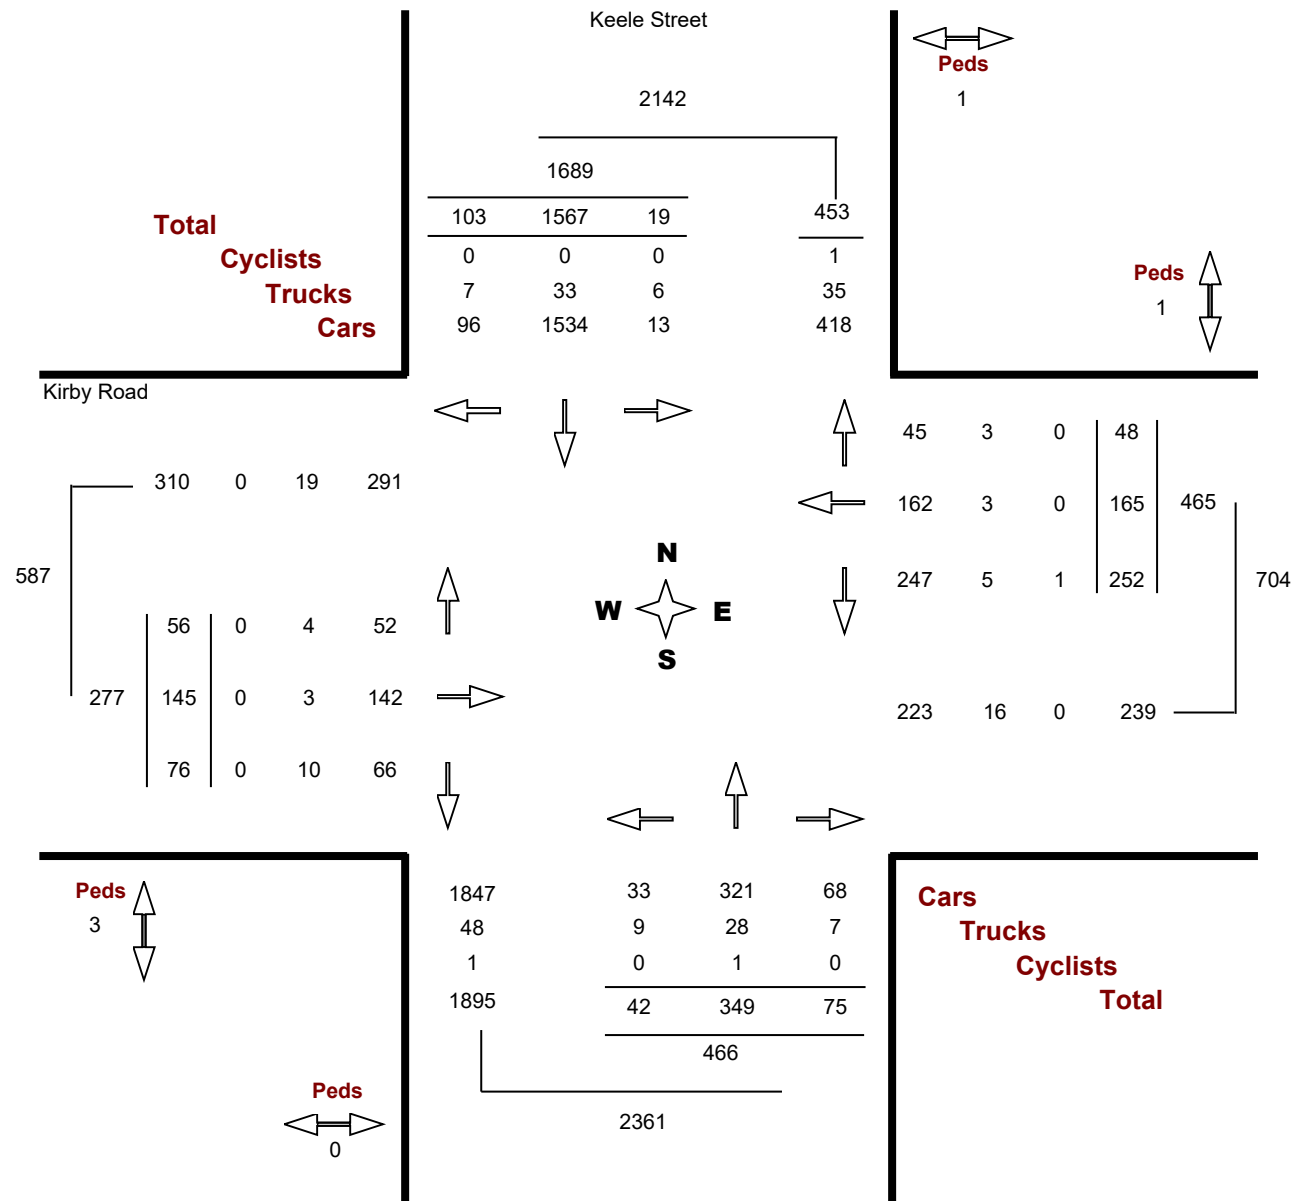 Keele Street
Peds
1
2142
1689
103 1567 19 453
Total
0 0 0 1
Cyclists
7 33 6 35
Trucks
96 1534 13 418
Cars
Peds
1
Kirby Road
45 3 0 48
310 0 19 291
162 3 0 165 465
587
247 5 1 252 704
N
W E
S
56 0 4 52
277 145 0 3 142
223 16 0 239
76 0 10 66
Peds
3
1847 33 321 68
48 9 28 7
1 0 1 0
1895 42 349 75
466
2361
Cars
Trucks
Cyclists
Total
Peds
0